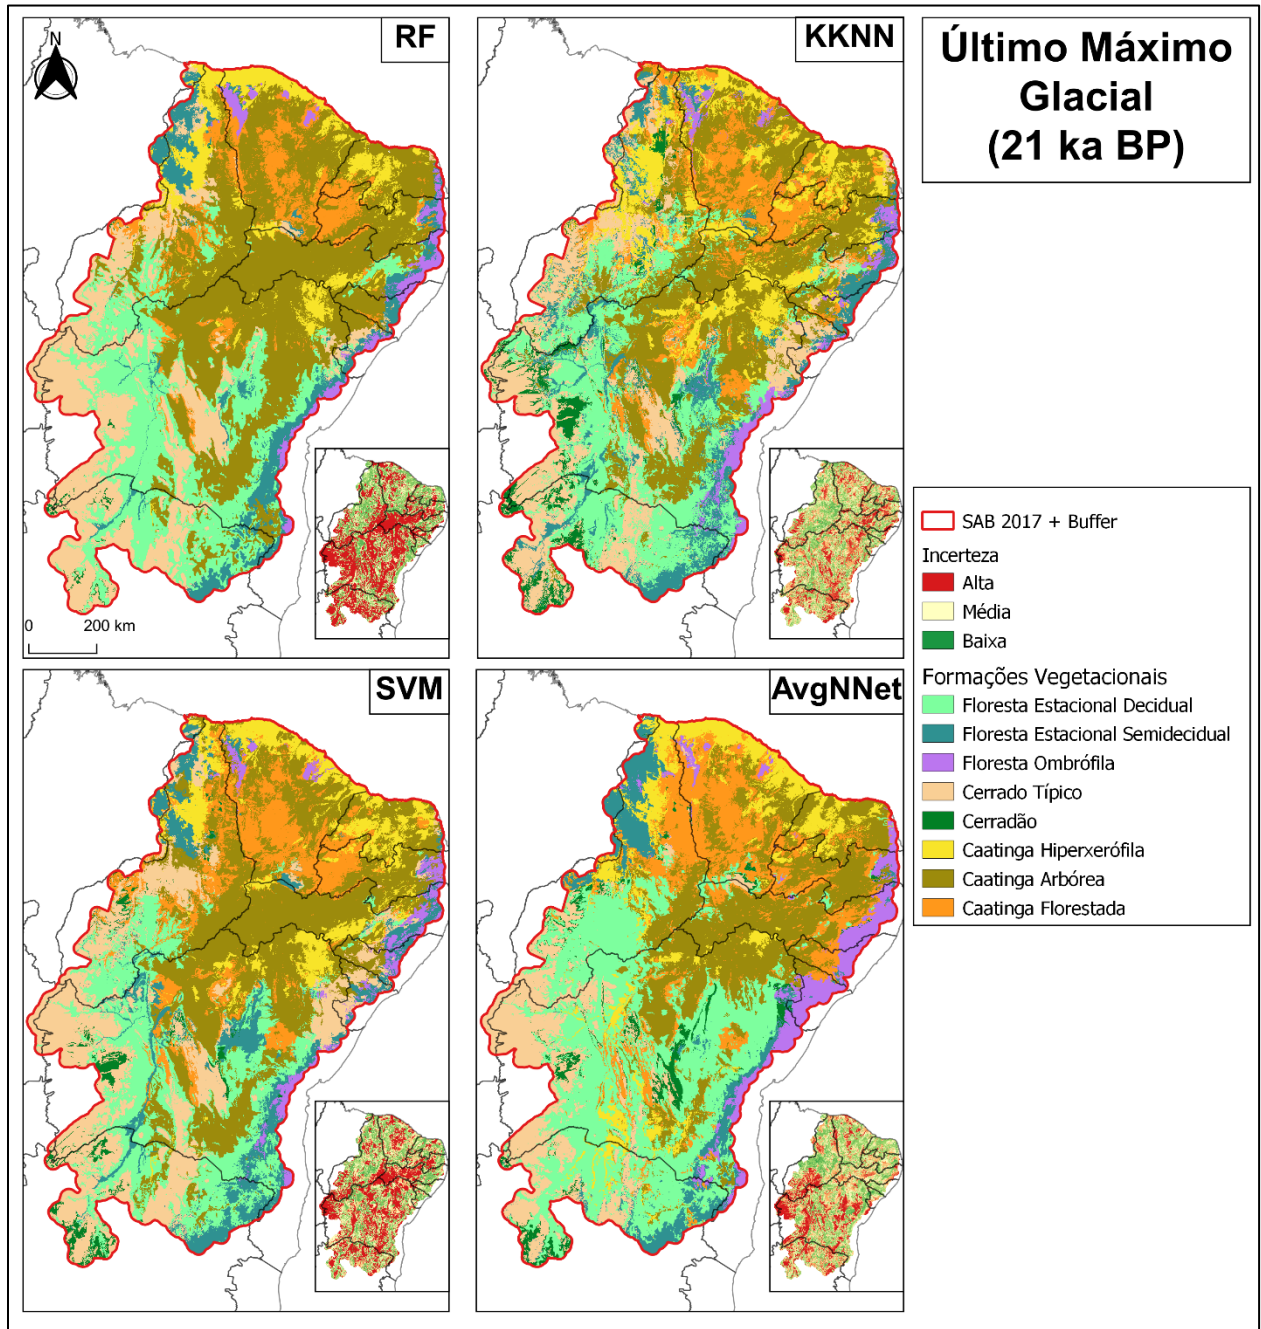 RF
N
0 200 km
KKNN
Último Máximo
Glacial
(21 ka BP)
SVM
AvgNNet
SAB 2017 + Buffer
Incerteza
Alta
Média
Baixa
Formações Vegetacionais
Floresta Estacional Decidual
Floresta Estacional Semidecidual
Floresta Ombrófila
Cerrado Típico
Cerradão
Caatinga Hiperxerófila
Caatinga Arbórea
Caatinga Florestada